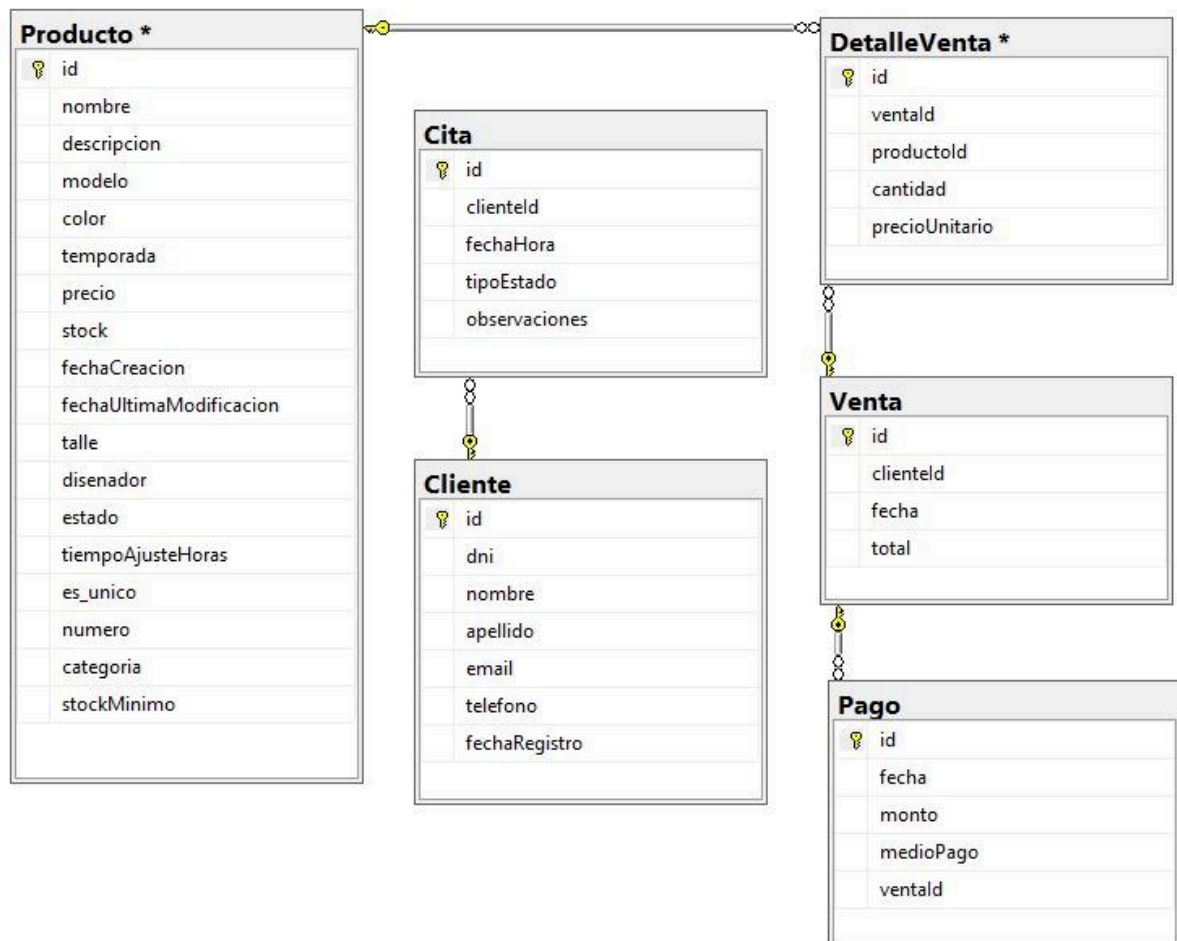 Producto *
id
nombre
descripcion
modelo
color
temporada
precio
stock
fechaCreacion
fechaUltimaModificacion
talle
disenador
estado
tiempoAjusteHoras
es_unico
numero
categoria
stockMinimo
Cita
id
clienteId
fechaHora
tipoEstado
observaciones
Cliente
id
dni
nombre
apellido
email
telefono
fechaRegistro
DetalleVenta *
id
ventaId
productoId
cantidad
precioUnitario
Venta
id
clienteId
fecha
total
Pago
id
fecha
monto
medioPago
ventaId